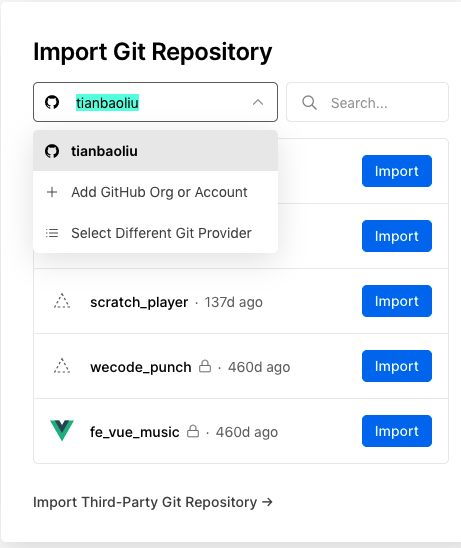 Import Git Repository
tianbaoliu
Search...
tianbaoliu
Import
Add GitHub Org or Account
Select Different Git Provider
Import
scratch_player · 137d ago
Import
wecode_punch · 460d ago
Import
fe_vue_music · 460d ago
Import
Import Third-Party Git Repository →